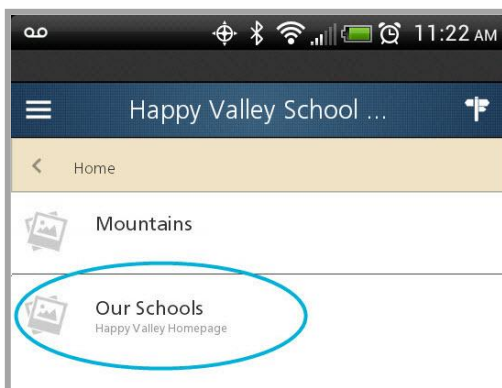 11:22 AM
Happy Valley School ...
Home
Mountains
Our Schools
Happy Valley Homepage